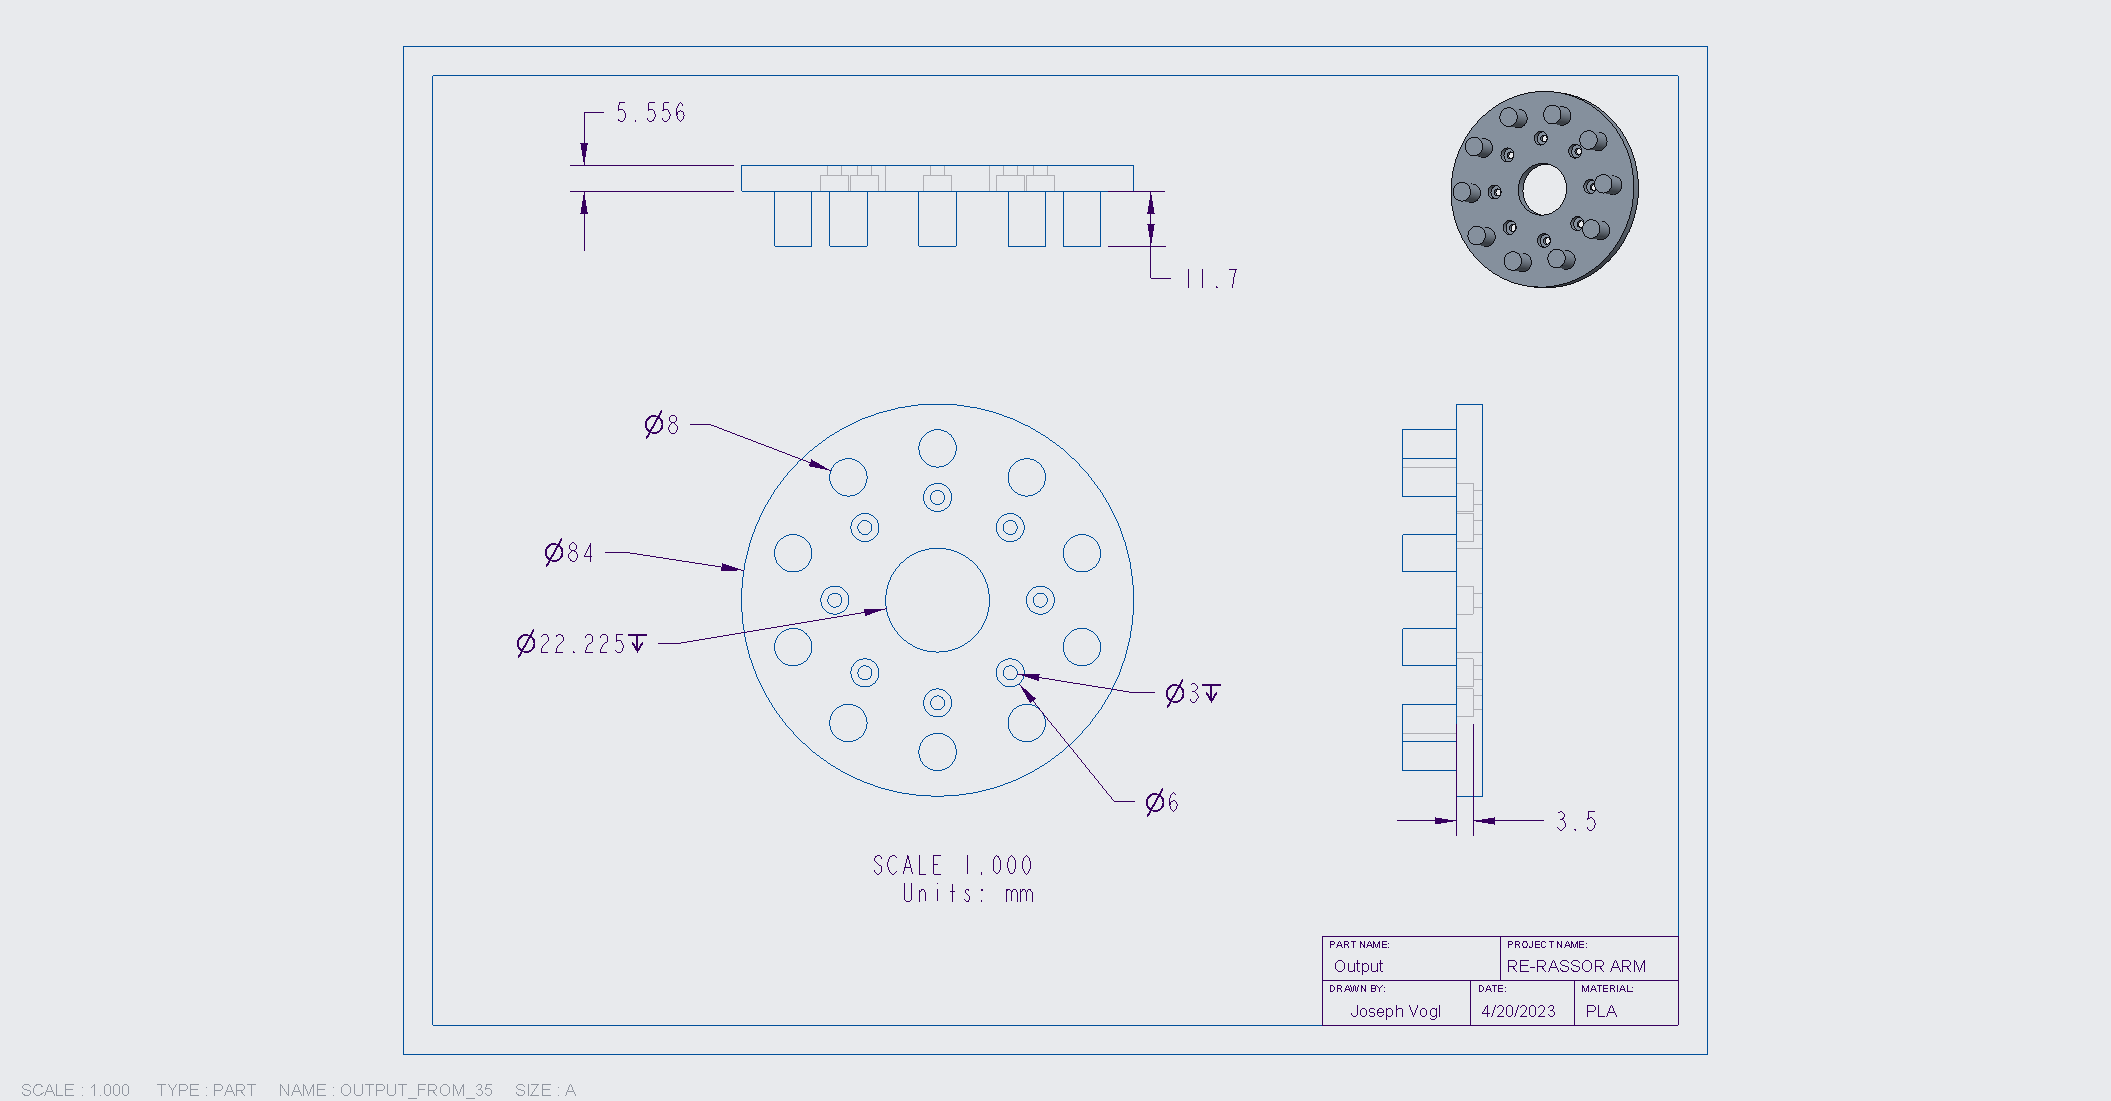 5.556
11.7
Ø8
Ø84
Ø22.225↧
Ø3↧
Ø6
3.5
SCALE 1.000
Units: mm
PART NAME:
Output
PROJECT NAME:
RE-RASSOR ARM
DRAWN BY:
Joseph Vogl
DATE:
4/20/2023
MATERIAL:
PLA
SCALE : 1.000 TYPE : PART NAME : OUTPUT_FROM_35 SIZE : A